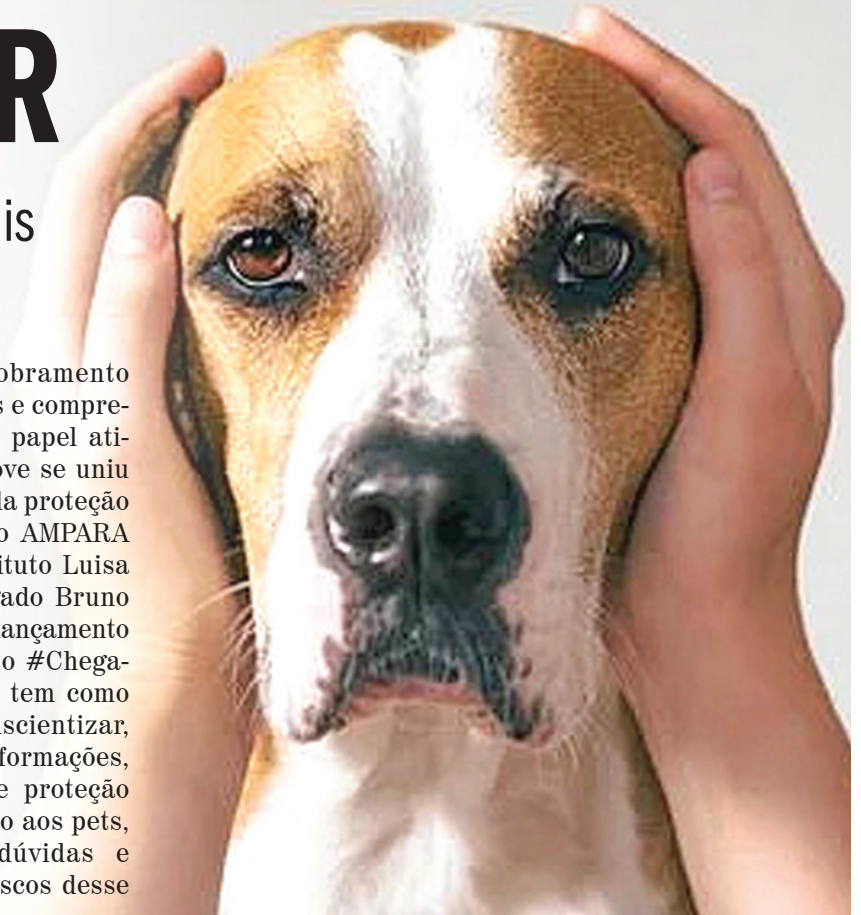 R
is
obramento
s e compre-
papel ati-
ove se uniu
la proteção
o AMPARA
ituto Luisa
ado Bruno
ançamento
o #Chega-
tem como
scientizar,
formações,
e proteção
o aos pets,
dúvidas e
scos desse